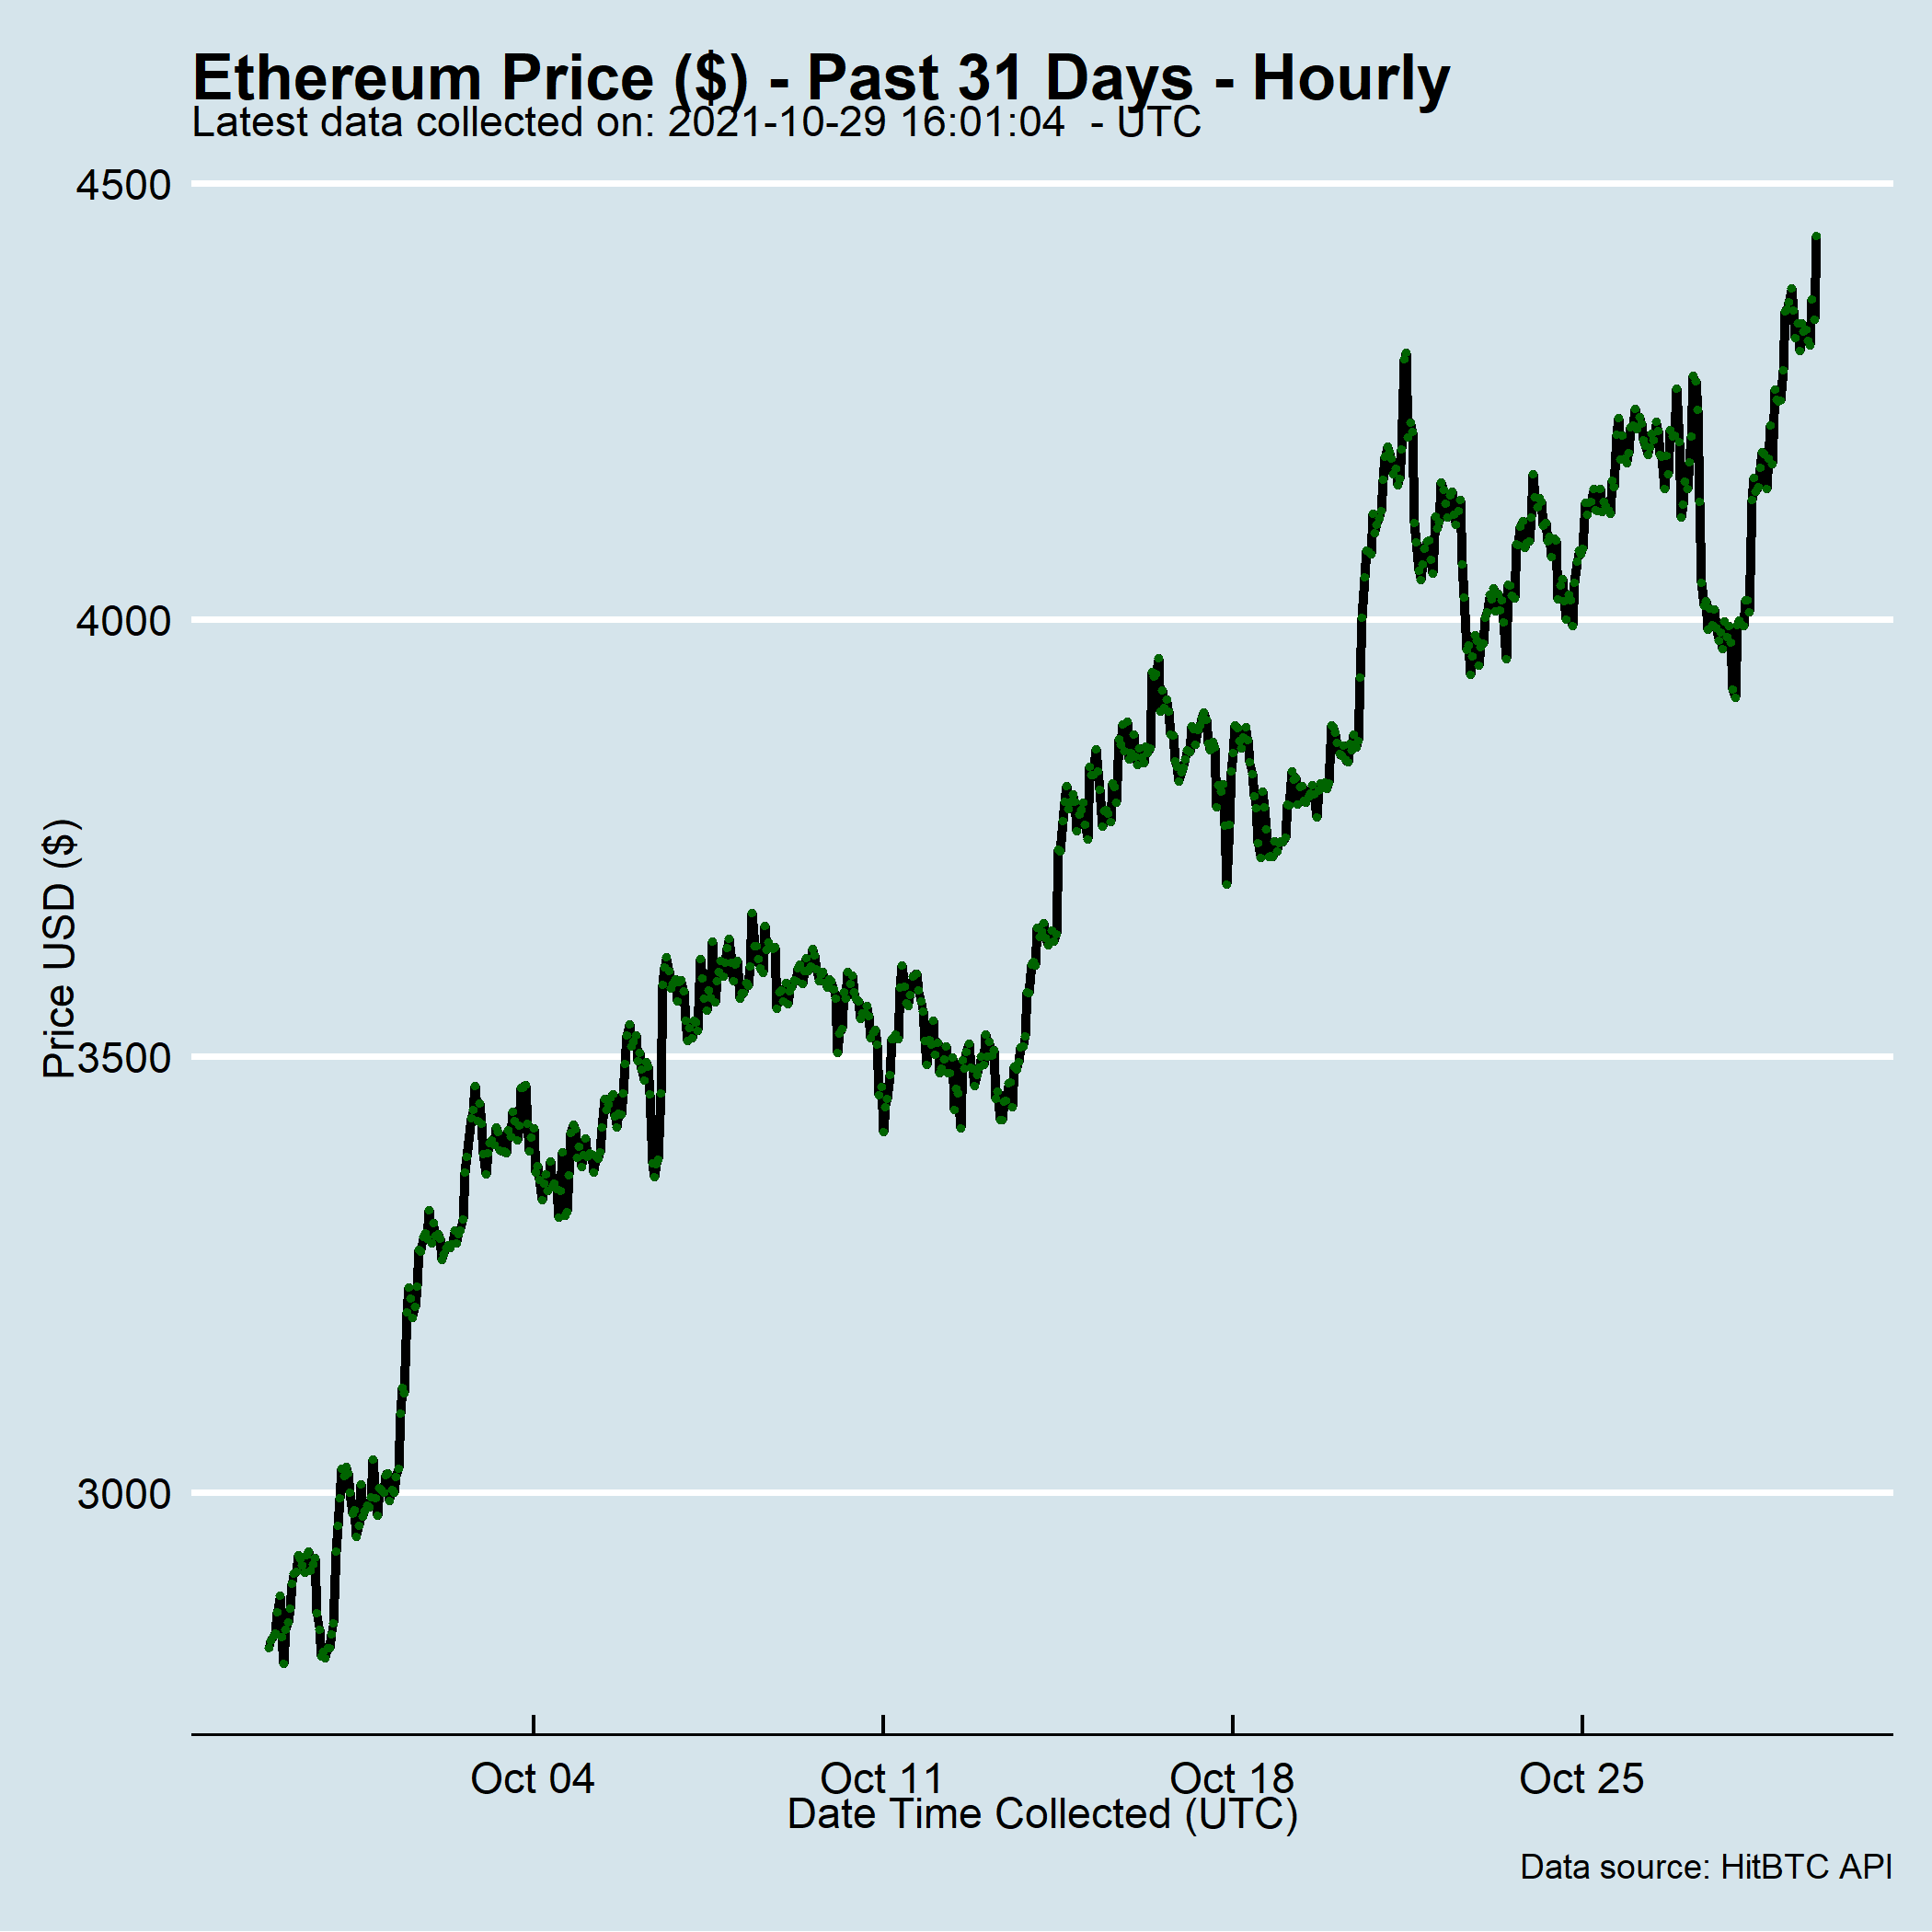 Ethereum Price ($) - Past 31 Days - Hourly
Latest data collected on: 2021-10-29 16:01:04  - UTC
4500
4000
3500
3000
Price USD ($)
Oct 04
Oct 11
Oct 18
Oct 25
Date Time Collected (UTC)
Data source: HitBTC API